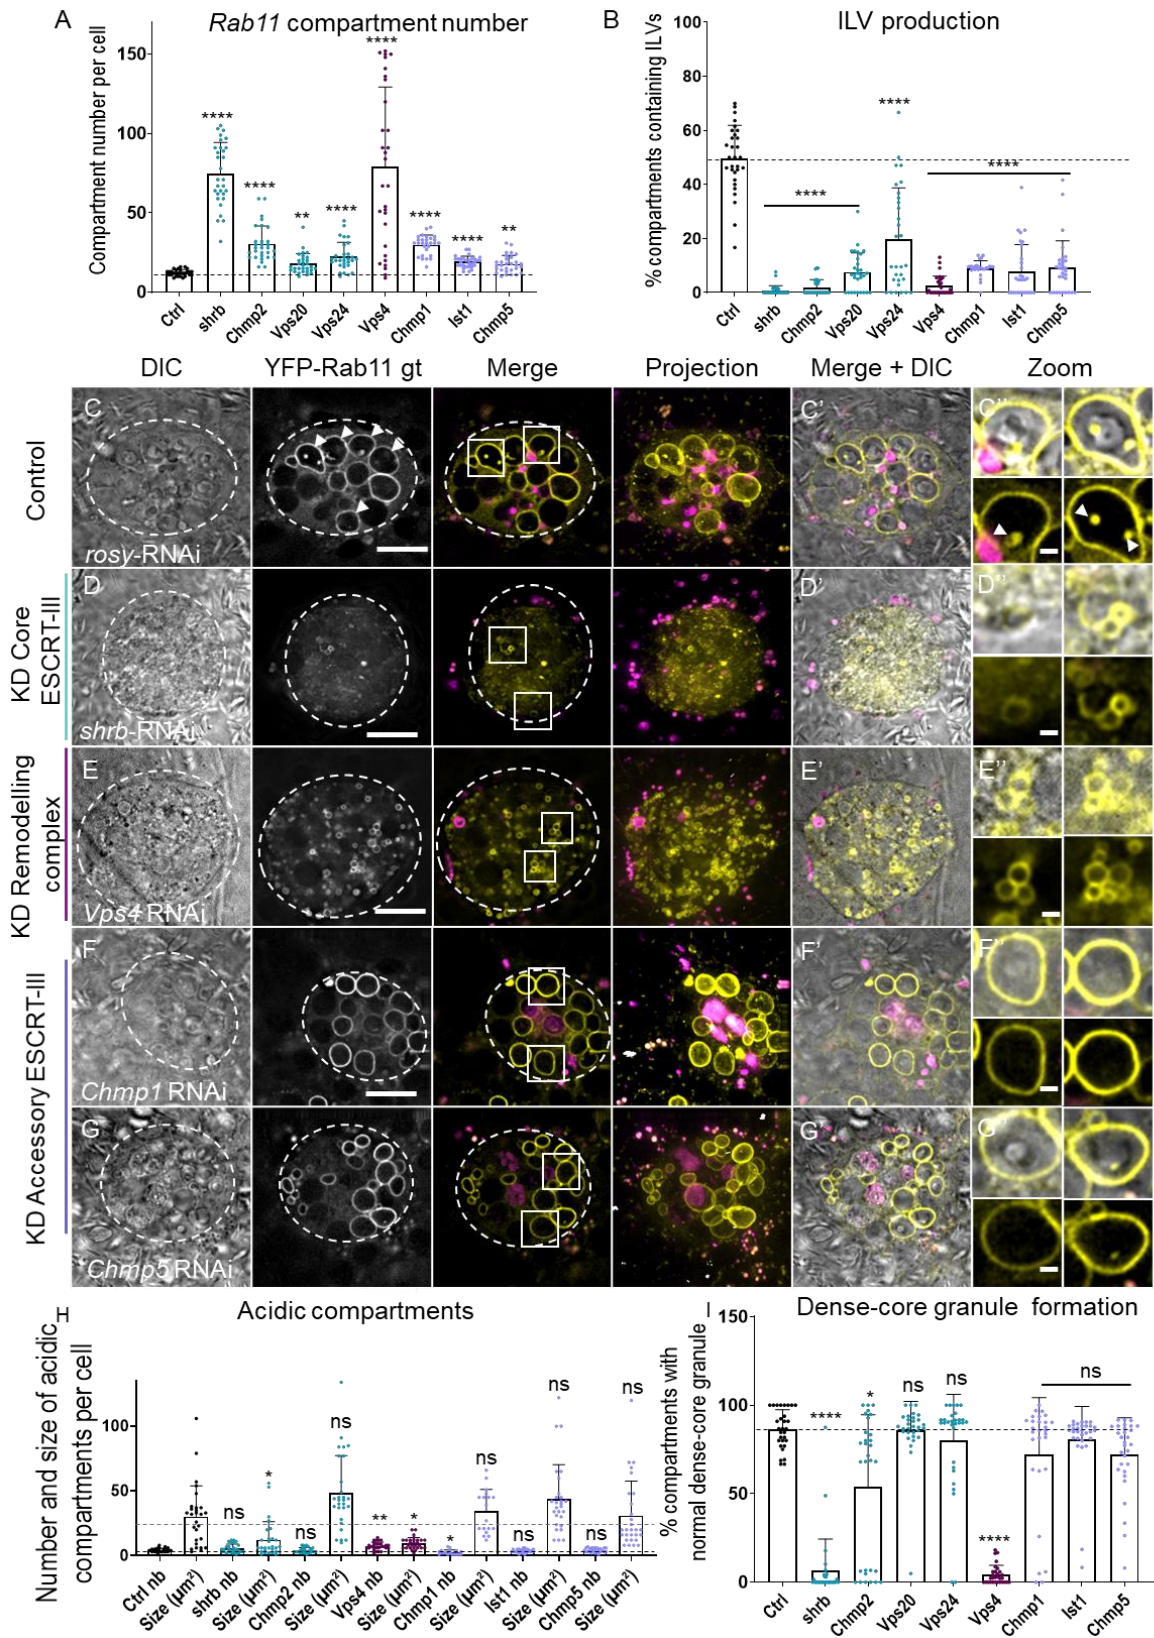 A
Rab11 compartment number
Compartment number per cell
150
100
50
0
****
****
****
**
****
****
****
**
Ctrl
shrb
Chmp2
Vps20
Vps24
Vps4
Chmp1
Ist1
Chmp5
B
ILV production
% compartments containing ILVs
100
80
60
40
20
0
****
****
****
Ctrl
shrb
Chmp2
Vps20
Vps24
Vps4
Chmp1
Ist1
Chmp5
DIC
YFP-Rab11 gt
Merge
Projection
Merge + DIC
Zoom
Control
C
C'
C''
rosy-RNAi
KD Core
ESCRT-III
D
D'
D''
shrb-RNAi
KD Remodelling
complex
E
E'
E''
Vps4 RNAi
KD Accessory ESCRT-III
F
F'
F''
Chmp1 RNAi
G
G'
G''
Chmp5 RNAi
H
Acidic compartments
Number and size of acidic
compartments per cell
100
50
0
ns
*
ns
ns
**
*
*
ns
ns
ns
ns
ns
Ctrl nb
Size (µm²)
shrb nb
Size (µm²)
Chmp2 nb
Size (µm²)
Vps4 nb
Size (µm²)
Chmp1 nb
Size (µm²)
Ist1 nb
Size (µm²)
Chmp5 nb
Size (µm²)
I
Dense-core granule formation
% compartments with
normal dense-core granule
150
100
50
0
****
*
ns
ns
****
ns
Ctrl
shrb
Chmp2
Vps20
Vps24
Vps4
Chmp1
Ist1
Chmp5